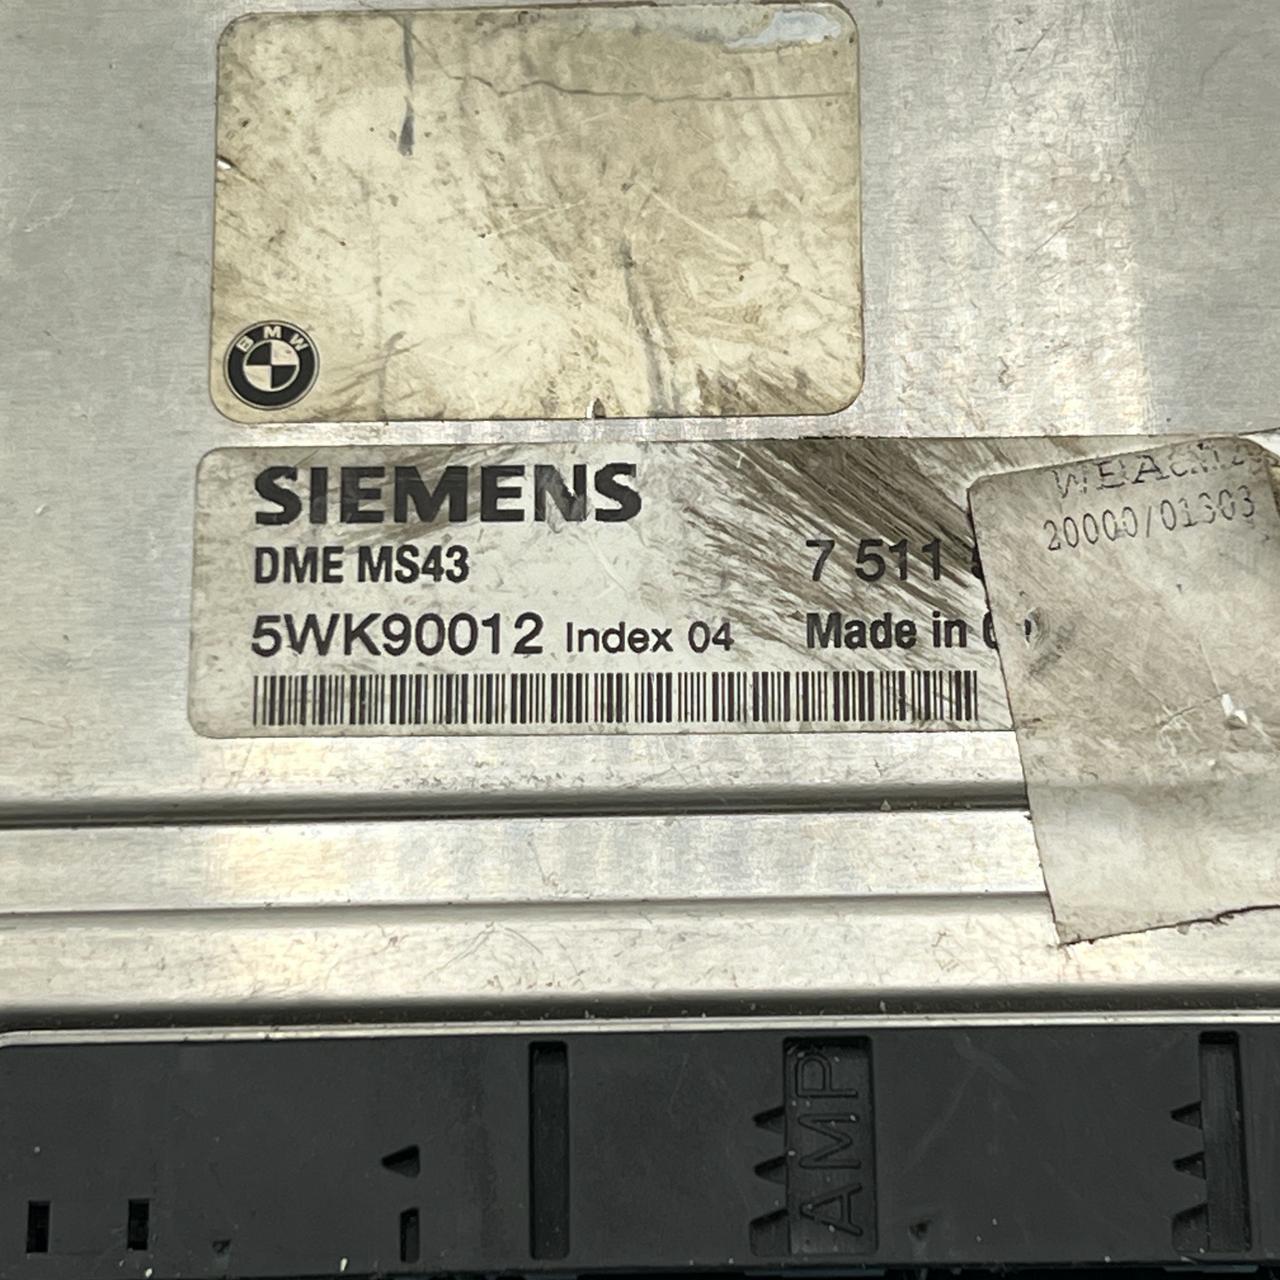 BMW
SIEMENS
DME MS43
7 511
5WK90012 Index 04
Made in
20000/01303
AMP